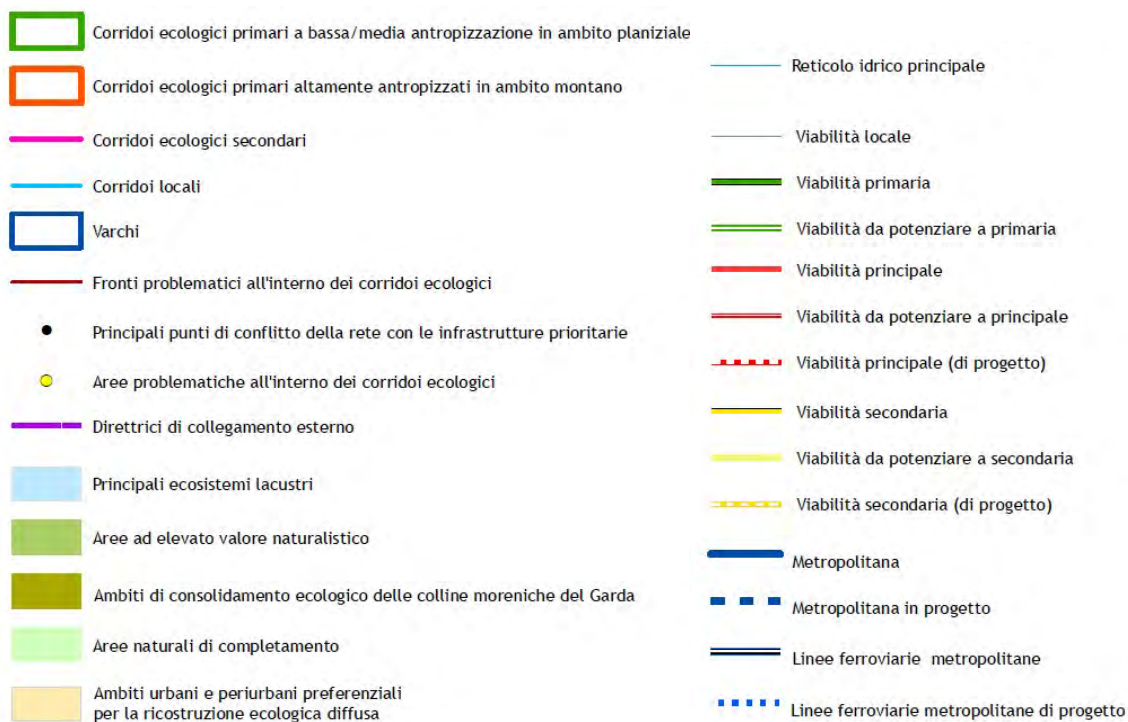 Corridoi ecologici primari a bassa/media antropizzazione in ambito planiziale
Corridoi ecologici primari altamente antropizzati in ambito montano
Corridoi ecologici secondari
Corridoi locali
Varchi
Fronti problematici all'interno dei corridoi ecologici
Principali punti di conflitto della rete con le infrastrutture prioritarie
Aree problematiche all'interno dei corridoi ecologici
Direttrici di collegamento esterno
Principali ecosistemi lacustri
Aree ad elevato valore naturalistico
Ambiti di consolidamento ecologico delle colline moreniche del Garda
Aree naturali di completamento
Ambiti urbani e periurbani preferenziali
per la ricostruzione ecologica diffusa
Reticolo idrico principale
Viabilità locale
Viabilità primaria
Viabilità da potenziare a primaria
Viabilità principale
Viabilità da potenziare a principale
Viabilità principale (di progetto)
Viabilità secondaria
Viabilità da potenziare a secondaria
Viabilità secondaria (di progetto)
Metropolitana
Metropolitana in progetto
Linee ferroviarie metropolitane
Linee ferroviarie metropolitane di progetto